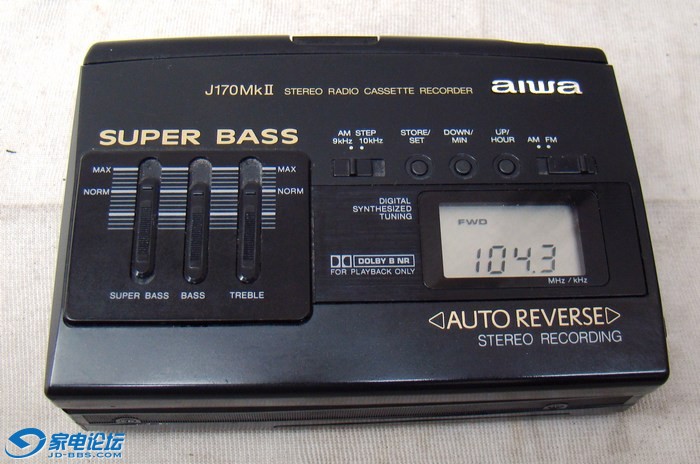 J170MkII STEREO RADIO CASSETTE RECORDER
aiwa
SUPER BASS
AM STEP
9kHz 10kHz
STORE/
SET
DOWN/
MIN
UP/
HOUR
AM FM
MAX MAX
NORM NORM
SUPER BASS BASS TREBLE
DIGITAL
SYNTHESIZED
TUNING
DOLBY B NR
FOR PLAYBACK ONLY
FWD
104.3
MHz / kHz
AUTO REVERSE
STEREO RECORDING
家电论坛
JD-BBS.COM